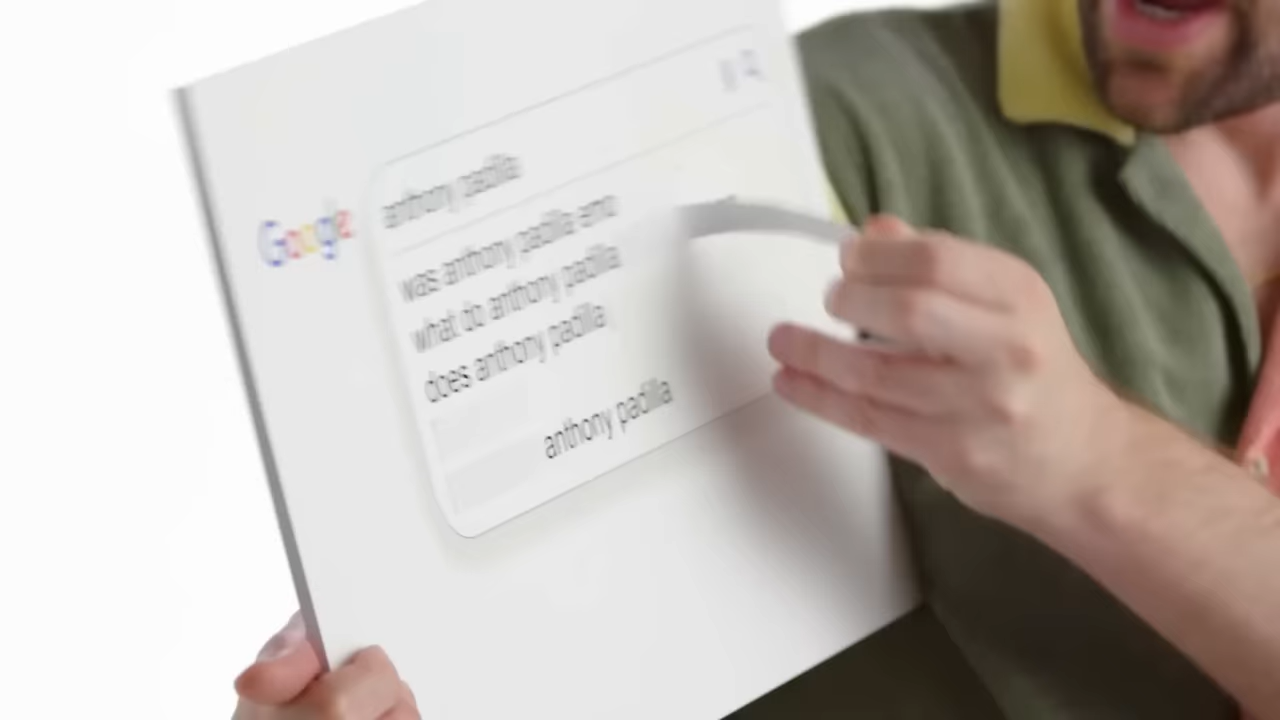 Google
anthony padilla
was anthony padilla emo
what do anthony padilla
does anthony padilla
anthony padilla